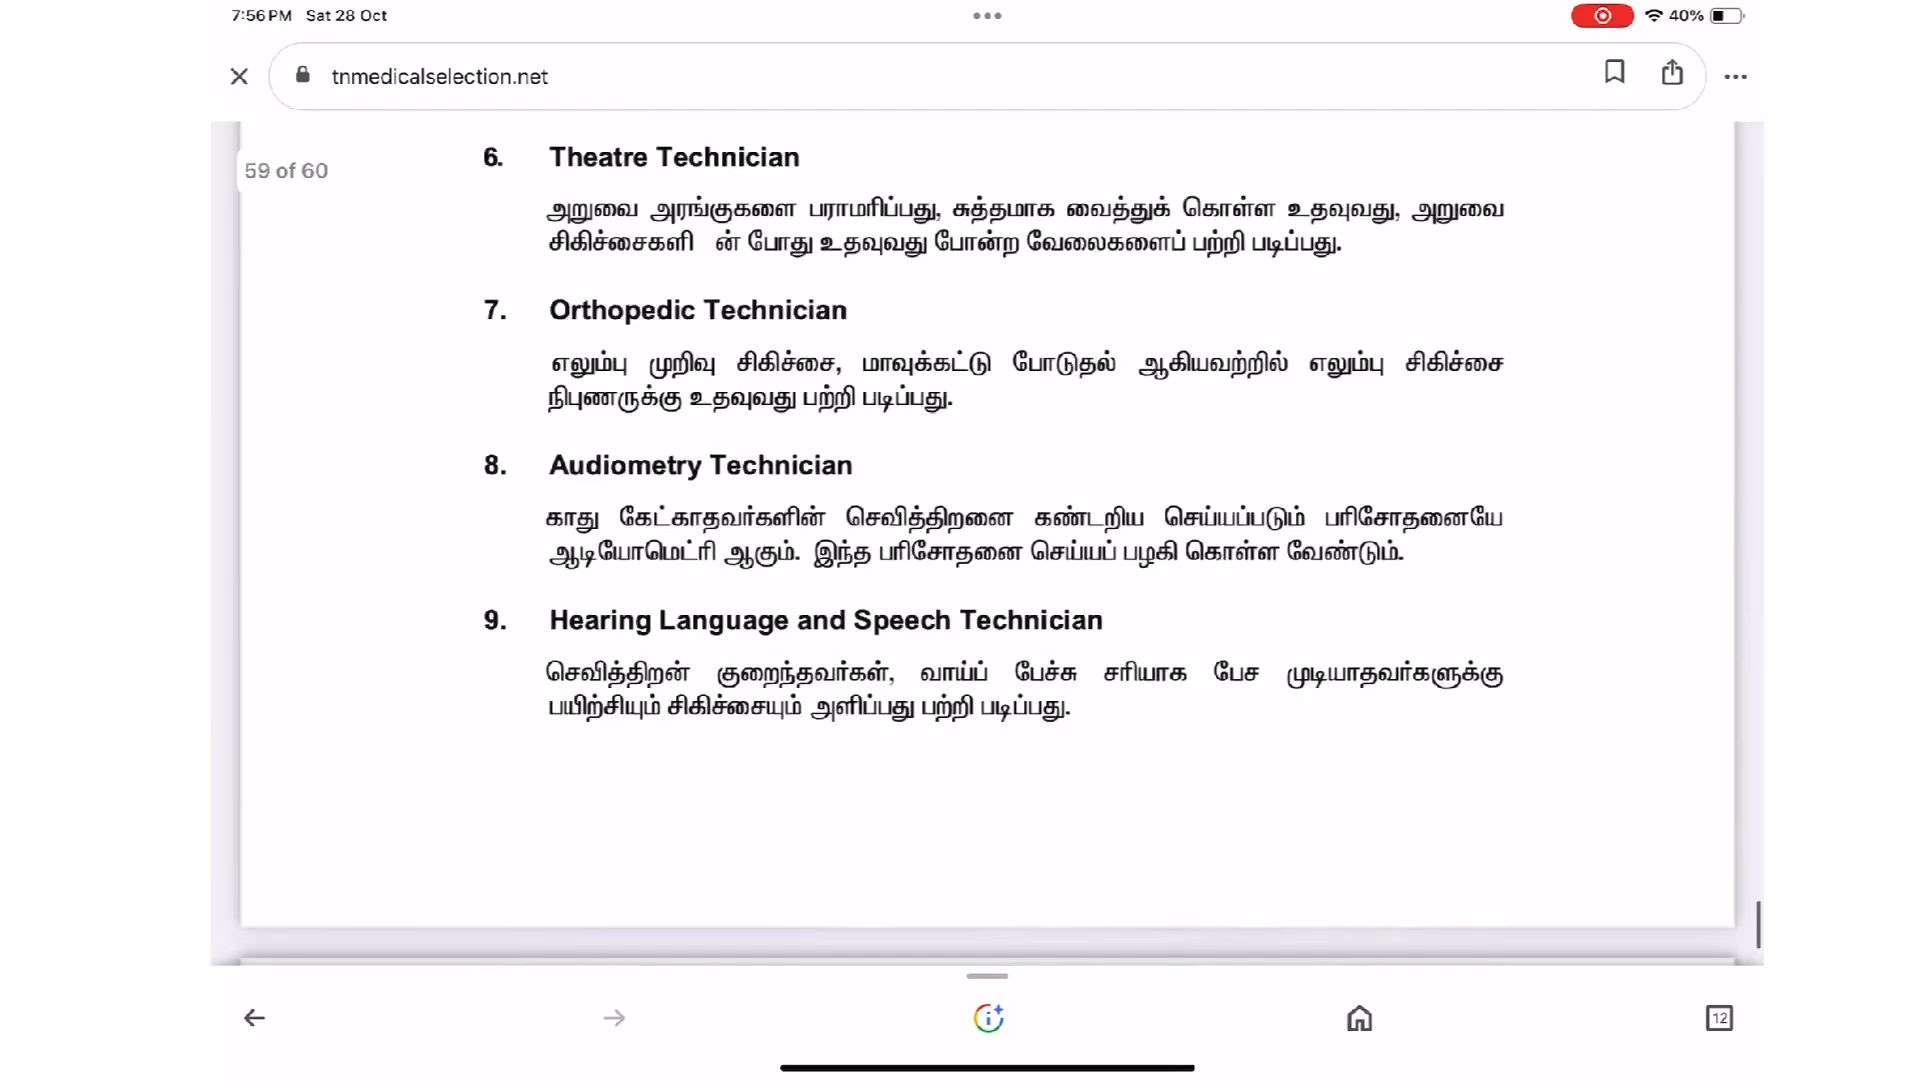 7:56 PM Sat 28 Oct
40%
tnmedicalselection.net
59 of 60
6. Theatre Technician
அறுவை அரங்குகளை பராமரிப்பது, சுத்தமாக வைத்துக் கொள்ள உதவுவது, அறுவை
சிகிச்சைகளி ன் போது உதவுவது போன்ற வேலைகளைப் பற்றி படிப்பது.
7. Orthopedic Technician
எலும்பு முறிவு சிகிச்சை, மாவுக்கட்டு போடுதல் ஆகியவற்றில் எலும்பு சிகிச்சை
நிபுணருக்கு உதவுவது பற்றி படிப்பது.
8. Audiometry Technician
காது கேட்காதவர்களின் செவித்திறனை கண்டறிய செய்யப்படும் பரிசோதனையே
ஆடியோமெட்ரி ஆகும். இந்த பரிசோதனை செய்யப் பழகி கொள்ள வேண்டும்.
9. Hearing Language and Speech Technician
செவித்திறன் குறைந்தவர்கள், வாய்ப் பேச்சு சரியாக பேச முடியாதவர்களுக்கு
பயிற்சியும் சிகிச்சையும் அளிப்பது பற்றி படிப்பது.
12